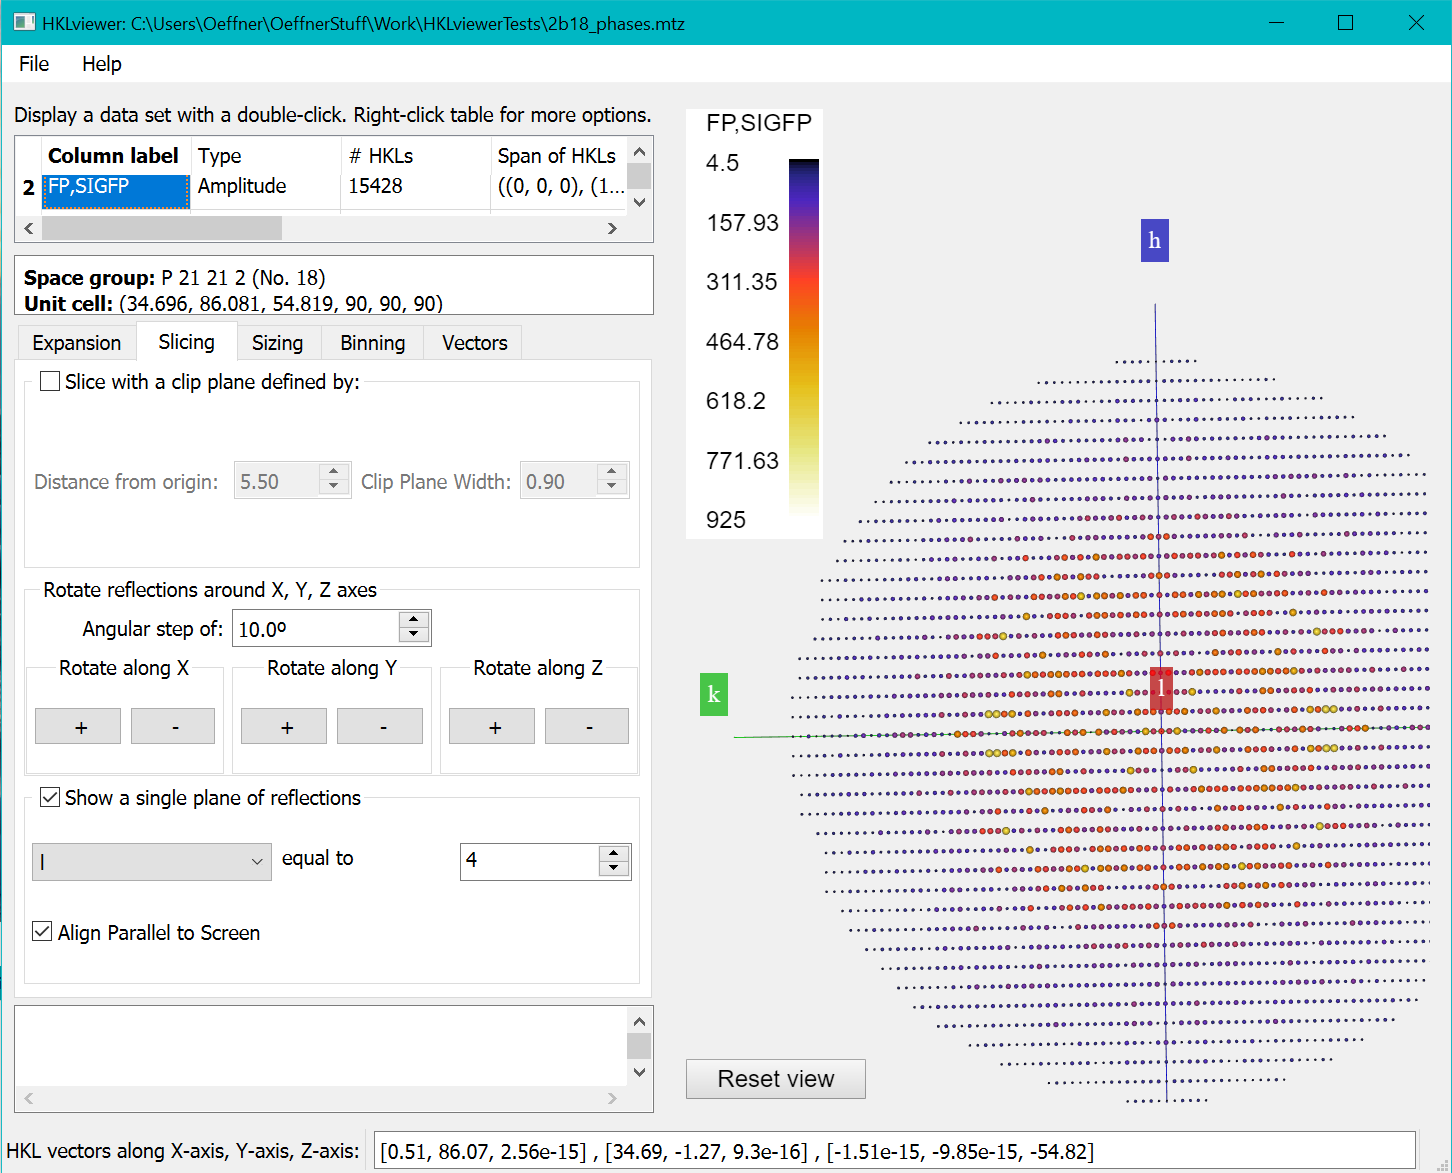 HKLviewer: C:\Users\Oeffner\OeffnerStuff\Work\HKLviewerTests\2b18_phases.mtz
File Help
Display a data set with a double-click. Right-click table for more options.
Column label Type # HKLs Span of HKLs
2 FP,SIGFP Amplitude 15428 ((0, 0, 0), (1...
Space group: P 21 21 2 (No. 18)
Unit cell: (34.696, 86.081, 54.819, 90, 90, 90)
Expansion Slicing Sizing Binning Vectors
Slice with a clip plane defined by:
Distance from origin: 5.50 Clip Plane Width: 0.90
Rotate reflections around X, Y, Z axes
Angular step of: 10.0º
Rotate along X Rotate along Y Rotate along Z
+ - + - + -
Show a single plane of reflections
l equal to 4
Align Parallel to Screen
FP,SIGFP
4.5
157.93
311.35
464.78
618.2
771.63
925
h
k
l
Reset view
HKL vectors along X-axis, Y-axis, Z-axis: [0.51, 86.07, 2.56e-15] , [34.69, -1.27, 9.3e-16] , [-1.51e-15, -9.85e-15, -54.82]